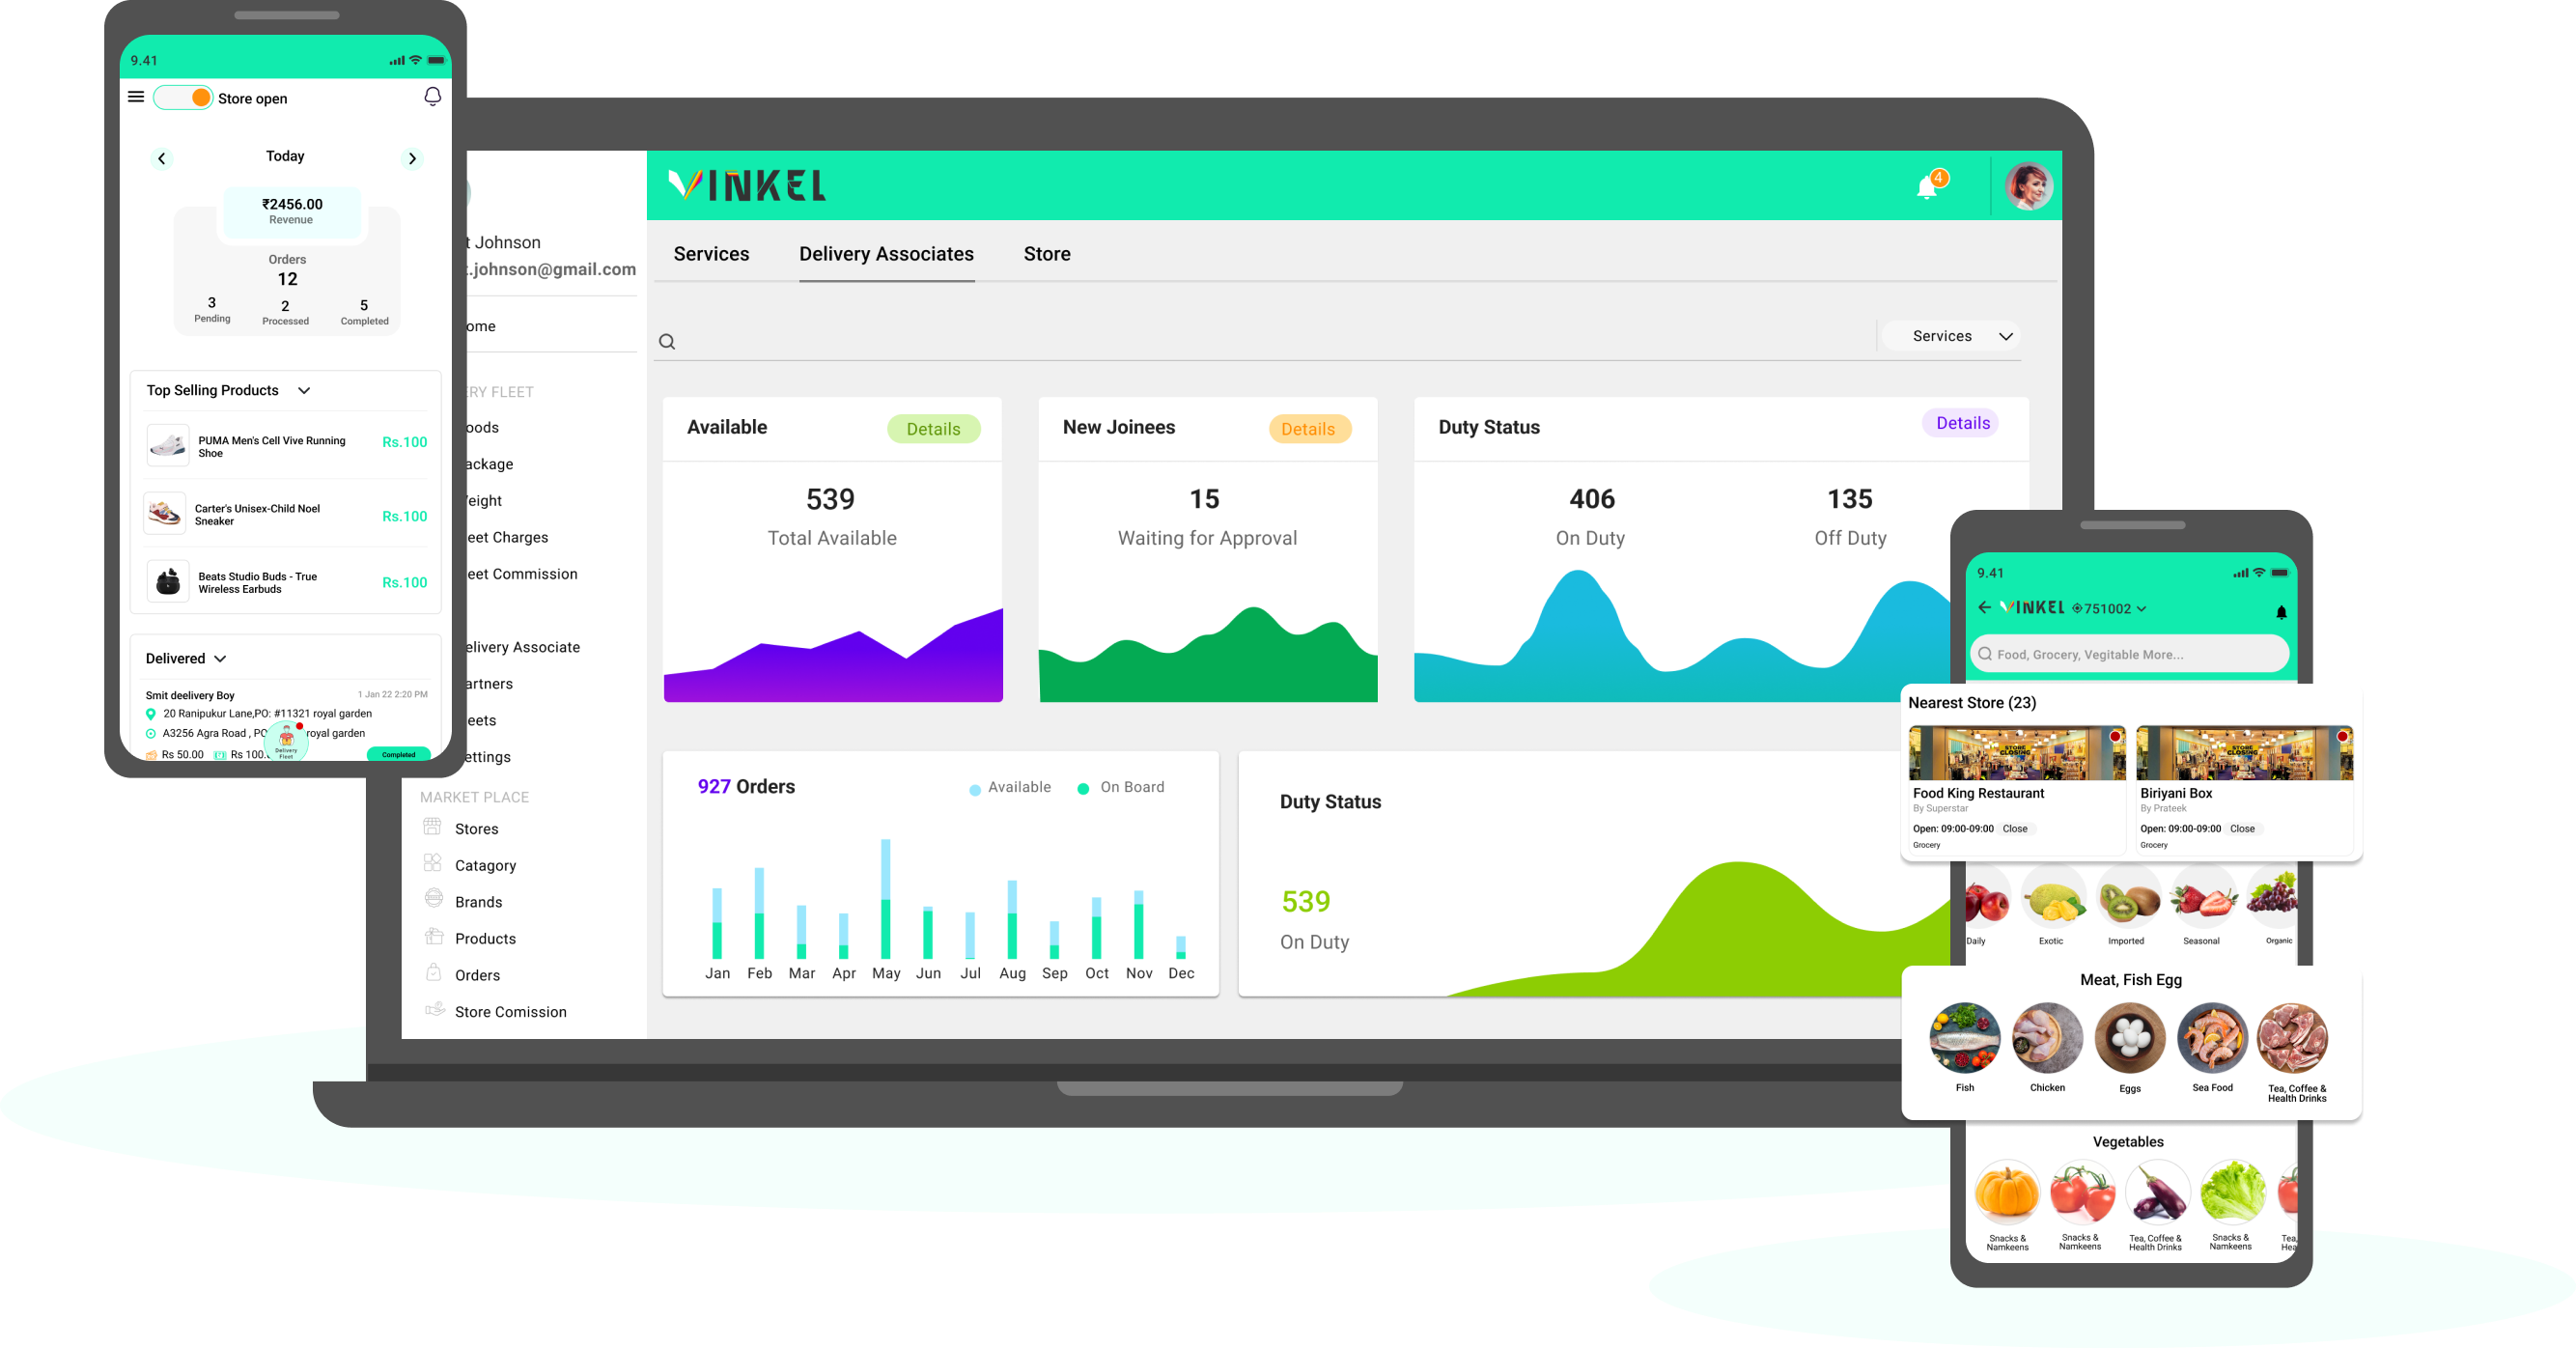 9.41
Store open
Today
₹2456.00
Revenue
Orders
12
3
Pending
2
Processed
5
Completed
Top Selling Products
PUMA Men's Cell Vive Running
Shoe
Rs.100
Carter's Unisex-Child Noel
Sneaker
Rs.100
Beats Studio Buds - True
Wireless Earbuds
Rs.100
Delivered
Smit deelivery Boy
1 Jan 22 2:20 PM
20 Ranipukur Lane,PO: #11321 royal garden
A3256 Agra Road , PO royal garden
Rs 50.00
Rs 100.
Delivery
Fleet
Completed
t Johnson
t.johnson@gmail.com
ome
ERY FLEET
oods
ackage
eight
eet Charges
eet Commission
elivery Associate
artners
eets
ettings
MARKET PLACE
Stores
Catagory
Brands
Products
Orders
Store Comission
VINKEL
4
Services
Delivery Associates
Store
Services
Available
Details
539
Total Available
New Joinees
Details
15
Waiting for Approval
Duty Status
Details
406
On Duty
135
Off Duty
927 Orders
Available
On Board
Jan Feb Mar Apr May Jun Jul Aug Sep Oct Nov Dec
Duty Status
539
On Duty
9.41
VINKEL
751002
Food, Grocery, Vegitable More...
Nearest Store (23)
STORE
CLOSING
Food King Restaurant
By Superstar
Open: 09:00-09:00 Close
Grocery
STORE
CLOSING
Biriyani Box
By Prateek
Open: 09:00-09:00 Close
Grocery
Daily
Exotic
Imported
Seasonal
Organic
Meat, Fish Egg
Fish
Chicken
Eggs
Sea Food
Tea, Coffee &
Health Drinks
Vegetables
Snacks &
Namkeens
Snacks &
Namkeens
Tea, Coffee &
Health Drinks
Snacks &
Namkeens
Tea,
Hea